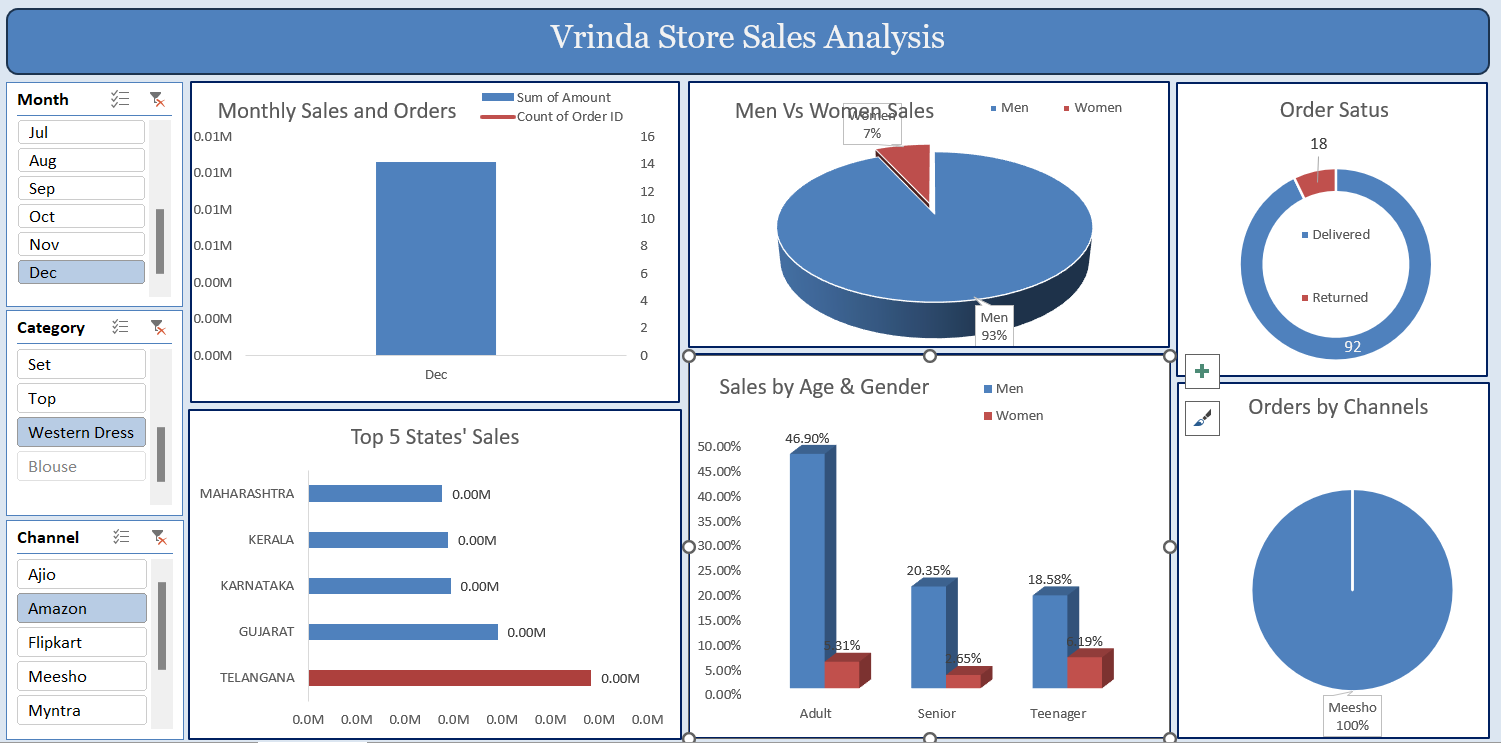 Vrinda Store Sales Analysis
Month
Jul
Aug
Sep
Oct
Nov
Dec
Category
Set
Top
Western Dress
Blouse
Channel
Ajio
Amazon
Flipkart
Meesho
Myntra
Monthly Sales and Orders
Sum of Amount
Count of Order ID
0.01M
0.01M
0.01M
0.01M
0.00M
0.00M
0.00M
16
14
12
10
8
6
4
2
0
Dec
Top 5 States' Sales
MAHARASHTRA 0.00M
KERALA 0.00M
KARNATAKA 0.00M
GUJARAT 0.00M
TELANGANA 0.00M
0.0M 0.0M 0.0M 0.0M 0.0M 0.0M 0.0M 0.0M
Men Vs Women Sales
Men Women
Women
7%
Men
93%
Sales by Age & Gender
Men
Women
50.00%
45.00%
40.00%
35.00%
30.00%
25.00%
20.00%
15.00%
10.00%
5.00%
0.00%
46.90%
5.31%
20.35%
2.65%
18.58%
6.19%
Adult Senior Teenager
Order Satus
18
Delivered
Returned
92
Orders by Channels
Meesho
100%